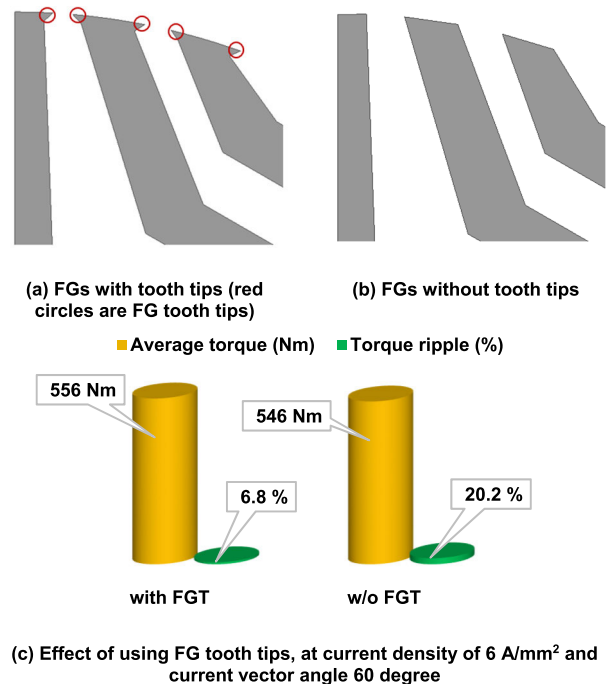 (a) FGs with tooth tips (red
circles are FG tooth tips)
(b) FGs without tooth tips
Average torque (Nm) Torque ripple (%)
556 Nm
6.8 %
546 Nm
20.2 %
with FGT
w/o FGT
(c) Effect of using FG tooth tips, at current density of 6 A/mm² and
current vector angle 60 degree